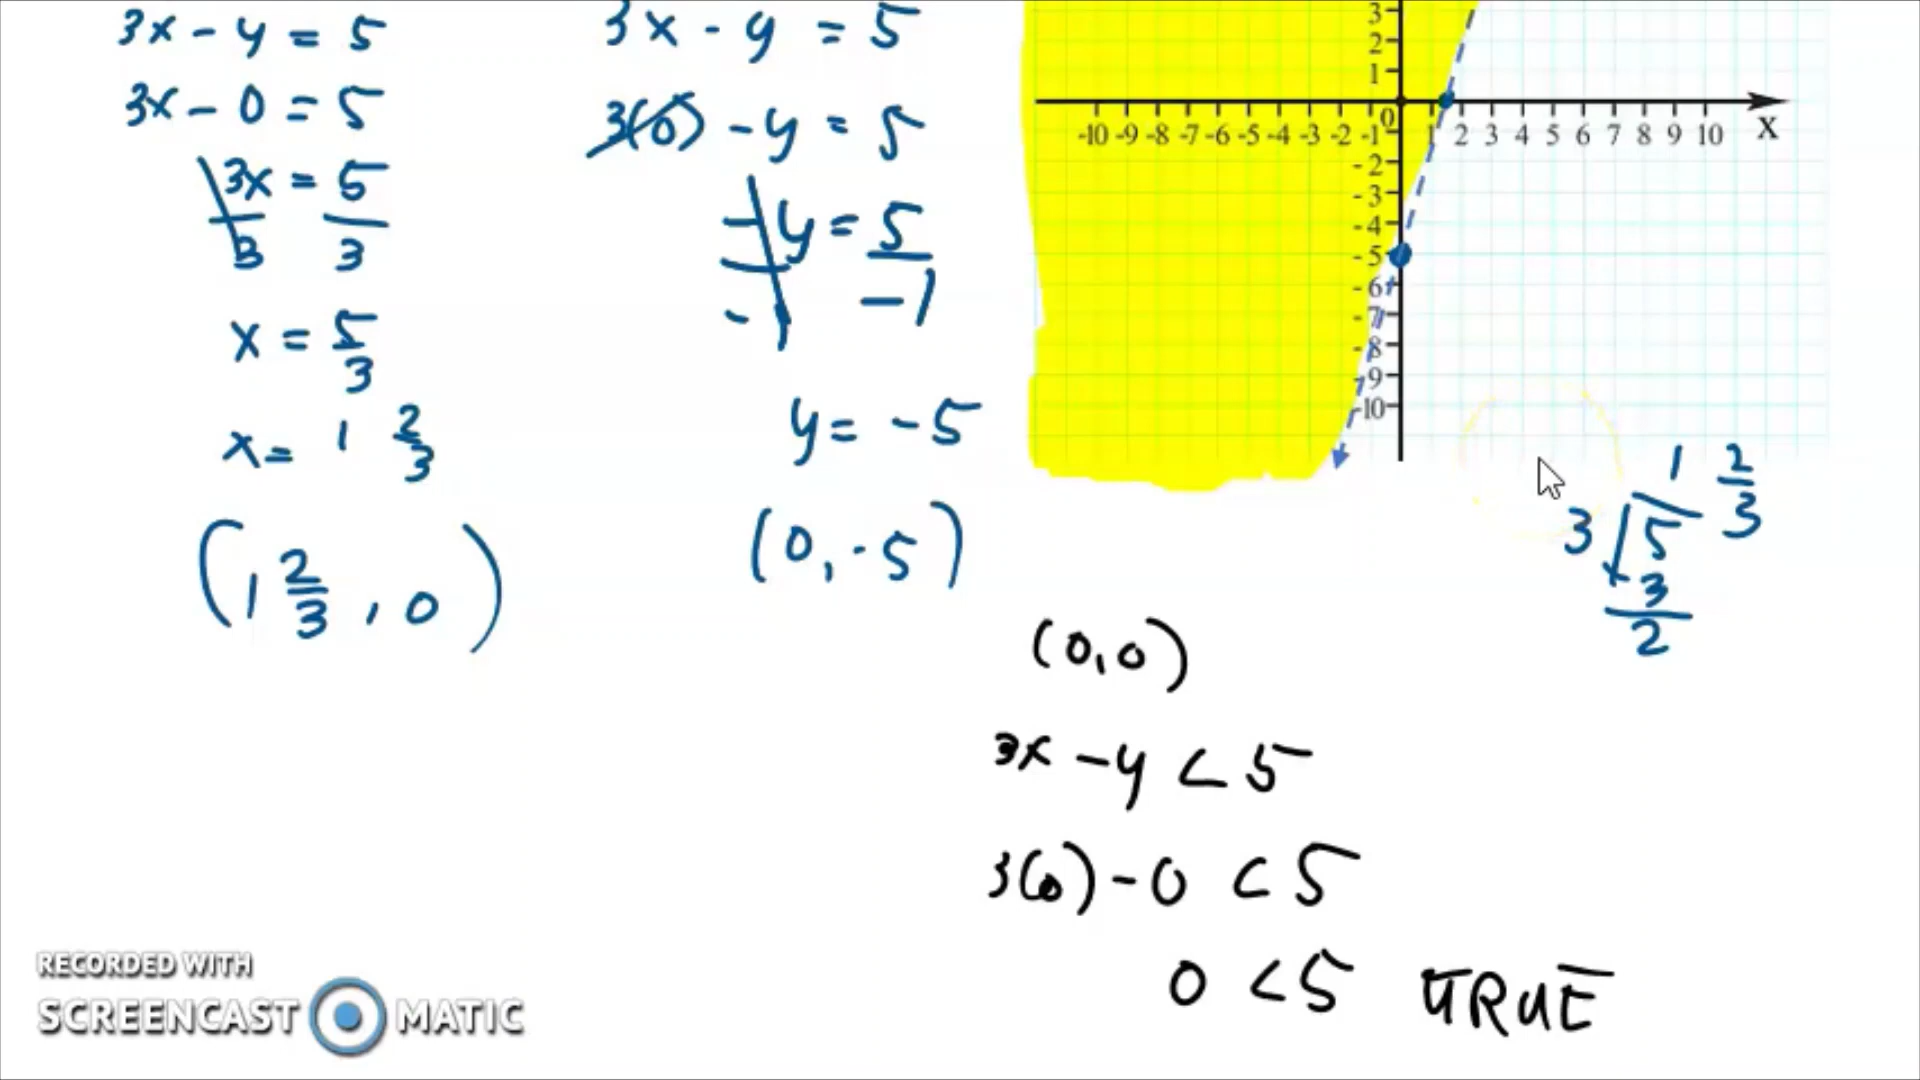 3x - y = 5
3x - 0 = 5
3x = 5
3 3
x = 5
3
x = 1 2/3
(1 2/3, 0)
3x - y = 5
3(0) - y = 5
-y = 5
-1 -1
y = -5
(0, -5)
3
2
1
0
-10 -9 -8 -7 -6 -5 -4 -3 -2 -1 1 2 3 4 5 6 7 8 9 10 X
-2
-3
-4
-5
-6
-7
-8
-9
-10
1 2/3
3 5
3
2
(0,0)
3x - y < 5
3(0) - 0 < 5
0 < 5 TRUE
RECORDED WITH
SCREENCAST MATIC